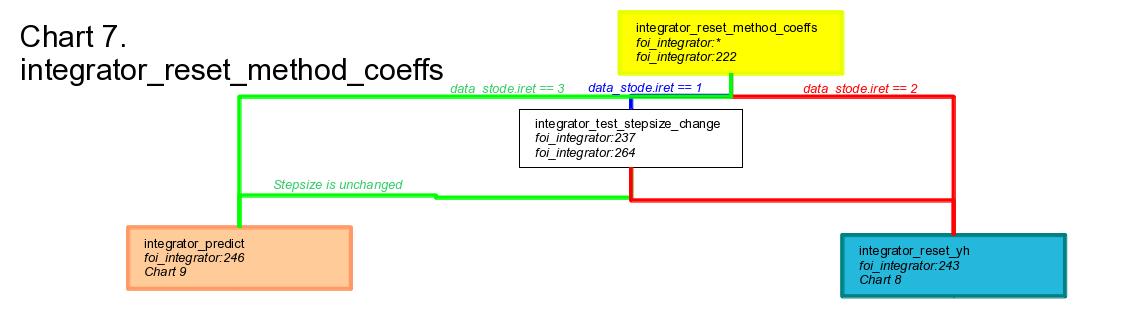 Chart 7.
integrator_reset_method_coeffs
integrator_reset_method_coeffs
foi_integrator:*
foi_integrator:222
data_stode.iret == 3
data_stode.iret == 1
data_stode.iret == 2
integrator_test_stepsize_change
foi_integrator:237
foi_integrator:264
Stepsize is unchanged
integrator_predict
foi_integrator:246
Chart 9
integrator_reset_yh
foi_integrator:243
Chart 8